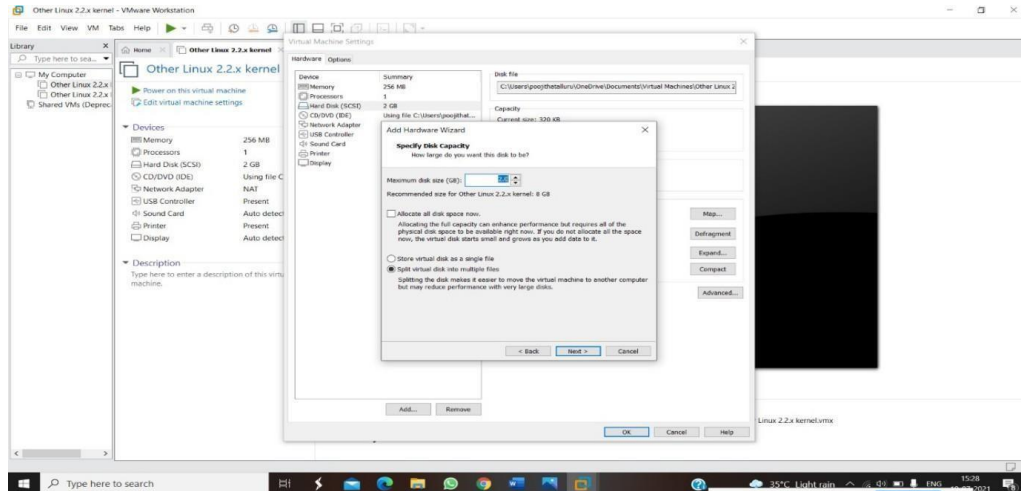 Other Linux 2.2.x kernel - VMware Workstation
File Edit View VM Tabs Help
Library
Type here to sea...
My Computer
Other Linux 2.2.x
Other Linux 2.2.x
Shared VMs (Deprec
Home
Other Linux 2.2.x kernel
Other Linux 2.2.x kernel
Power on this virtual machine
Edit virtual machine settings
Devices
Memory 256 MB
Processors 1
Hard Disk (SCSI) 2 GB
CD/DVD (IDE) Using file C
Network Adapter NAT
USB Controller Present
Sound Card Auto detect
Printer Present
Display Auto detect
Description
Type here to enter a description of this virtu
machine.
Virtual Machine Settings
Hardware Options
Device Summary
Memory 256 MB
Processors 1
Hard Disk (SCSI) 2 GB
CD/DVD (IDE) Using file C:\Users\poojithat...
Network Adapter
USB Controller
Sound Card
Printer
Display
Add... Remove
Disk file
C:\Users\poojithatalluru\OneDrive\Documents\Virtual Machines\Other Linux 2
Capacity
Current size: 320 KB
Map...
Defragment
Expand...
Compact
Advanced...
Add Hardware Wizard
Specify Disk Capacity
How large do you want this disk to be?
Maximum disk size (GB): 2.0
Recommended size for Other Linux 2.2.x kernel: 8 GB
Allocate all disk space now.
Allocating the full capacity can enhance performance but requires all of the
physical disk space to be available right now. If you do not allocate all the space
now, the virtual disk starts small and grows as you add data to it.
Store virtual disk as a single file
Split virtual disk into multiple files
Splitting the disk makes it easier to move the virtual machine to another computer
but may reduce performance with very large disks.
< Back Next > Cancel
OK Cancel Help
Linux 2.2.x kernel.vmx
Type here to search
35°C Light rain ENG 15:28